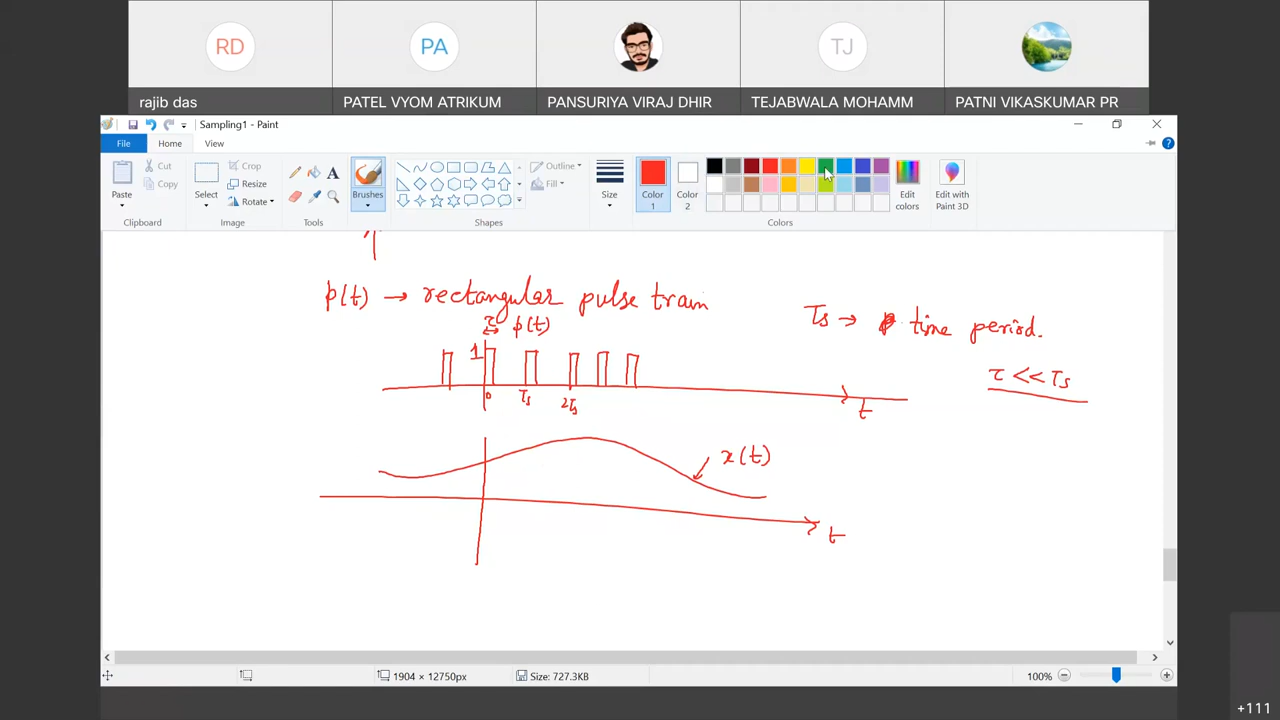 RD
PA
TJ
rajib das
PATEL VYOM ATRIKUM
PANSURIYA VIRAJ DHIR
TEJABWALA MOHAMM
PATNI VIKASKUMAR PR
Sampling1 - Paint
File Home View
Paste
Cut
Copy
Clipboard
Select
Crop
Resize
Rotate
Image
A
Tools
Brushes
Outline
Fill
Shapes
Size
Color 1
Color 2
Edit colors
Edit with Paint 3D
Colors
p(t) → rectangular pulse train
Ts → time period.
τ << Ts
τ p(t)
1
0 Ts 2Ts t
x(t)
t
1904 × 12750px
Size: 727.3KB
100%
+111